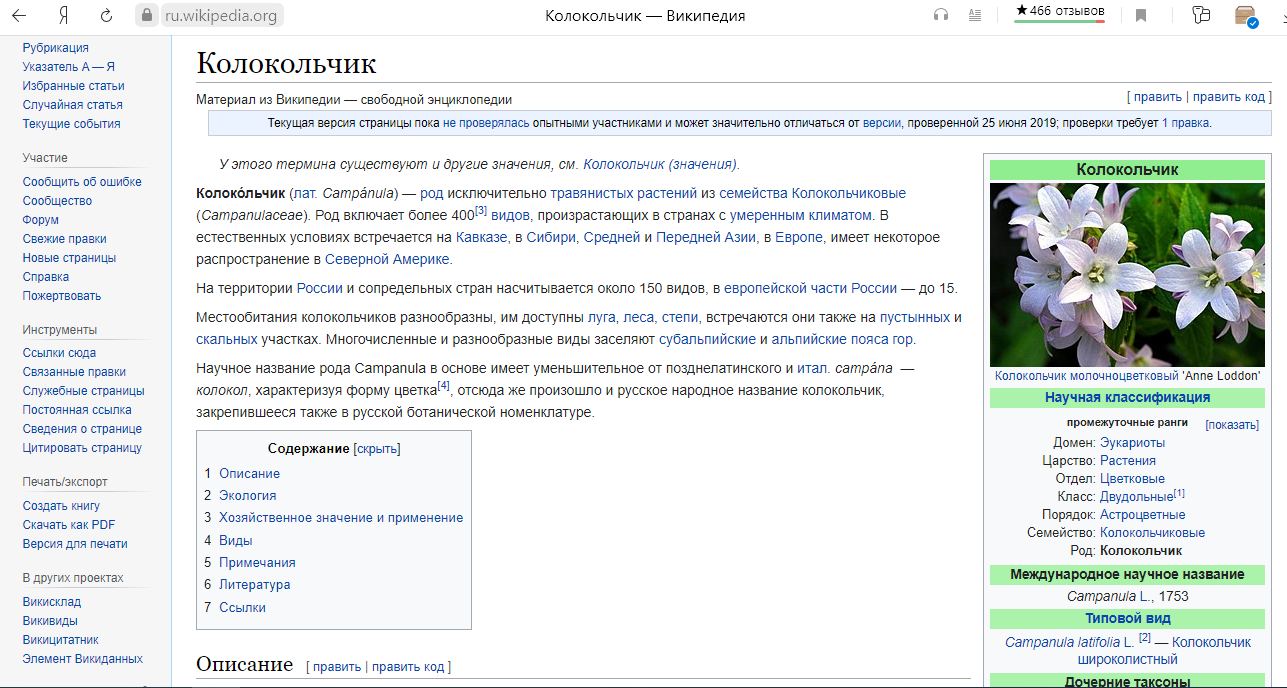 ru.wikipedia.org
Колокольчик — Википедия
★466 отзывов
Рубрикация
Указатель А — Я
Избранные статьи
Случайная статья
Текущие события
Участие
Сообщить об ошибке
Сообщество
Форум
Свежие правки
Новые страницы
Справка
Пожертвовать
Инструменты
Ссылки сюда
Связанные правки
Служебные страницы
Постоянная ссылка
Сведения о странице
Цитировать страницу
Печать/экспорт
Создать книгу
Скачать как PDF
Версия для печати
В других проектах
Викисклад
Викивиды
Викицитатник
Элемент Викиданных
Колокольчик
Материал из Википедии — свободной энциклопедии
[ править | править код ]
Текущая версия страницы пока не проверялась опытными участниками и может значительно отличаться от версии, проверенной 25 июня 2019; проверки требует 1 правка.
У этого термина существуют и другие значения, см. Колокольчик (значения).
Колоко́льчик (лат. Campánula) — род исключительно травянистых растений из семейства Колокольчиковые
(Campanulaceae). Род включает более 400[3] видов, произрастающих в странах с умеренным климатом. В
естественных условиях встречается на Кавказе, в Сибири, Средней и Передней Азии, в Европе, имеет некоторое
распространение в Северной Америке.
На территории России и сопредельных стран насчитывается около 150 видов, в европейской части России — до 15.
Местообитания колокольчиков разнообразны, им доступны луга, леса, степи, встречаются они также на пустынных и
скальных участках. Многочисленные и разнообразные виды заселяют субальпийские и альпийские пояса гор.
Научное название рода Campanula в основе имеет уменьшительное от позднелатинского и итал. campána —
колокол, характеризуя форму цветка[4], отсюда же произошло и русское народное название колокольчик,
закрепившееся также в русской ботанической номенклатуре.
Содержание [скрыть]
1 Описание
2 Экология
3 Хозяйственное значение и применение
4 Виды
5 Примечания
6 Литература
7 Ссылки
Описание [ править | править код ]
Колокольчик
Колокольчик молочноцветковый 'Anne Loddon'
Научная классификация
промежуточные ранги [показать]
Домен: Эукариоты
Царство: Растения
Отдел: Цветковые
Класс: Двудольные[1]
Порядок: Астроцветные
Семейство: Колокольчиковые
Род: Колокольчик
Международное научное название
Campanula L., 1753
Типовой вид
Campanula latifolia L. [2] — Колокольчик
широколистный
Дочерние таксоны